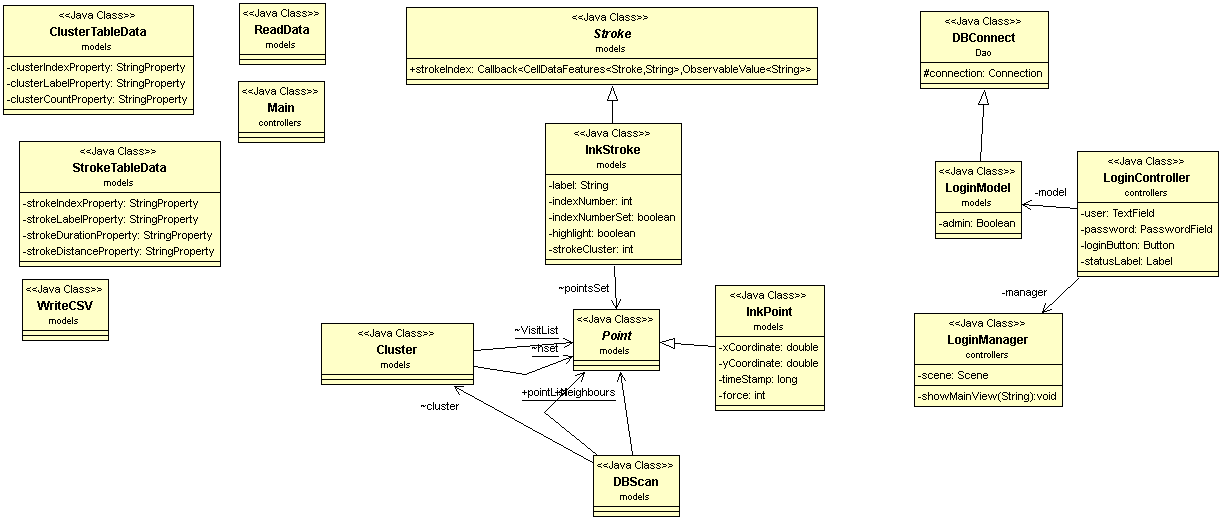 <<Java Class>>
ClusterTableData
models
-clusterIndexProperty: StringProperty
-clusterLabelProperty: StringProperty
-clusterCountProperty: StringProperty
<<Java Class>>
ReadData
models
<<Java Class>>
Main
controllers
<<Java Class>>
StrokeTableData
models
-strokeIndexProperty: StringProperty
-strokeLabelProperty: StringProperty
-strokeDurationProperty: StringProperty
-strokeDistanceProperty: StringProperty
<<Java Class>>
WriteCSV
models
<<Java Class>>
Stroke
models
+strokeIndex: Callback<CellDataFeatures<Stroke,String>,ObservableValue<String>>
<<Java Class>>
InkStroke
models
-label: String
-indexNumber: int
-indexNumberSet: boolean
-highlight: boolean
-strokeCluster: int
~pointsSet
<<Java Class>>
Point
models
<<Java Class>>
InkPoint
models
-xCoordinate: double
-yCoordinate: double
-timeStamp: long
-force: int
<<Java Class>>
Cluster
models
~VisitList
~hset
+pointList
+Neighbours
~cluster
<<Java Class>>
DBScan
models
<<Java Class>>
DBConnect
Dao
#connection: Connection
<<Java Class>>
LoginModel
models
-admin: Boolean
-model
<<Java Class>>
LoginController
controllers
-user: TextField
-password: PasswordField
-loginButton: Button
-statusLabel: Label
-manager
<<Java Class>>
LoginManager
controllers
-scene: Scene
-showMainView(String):void